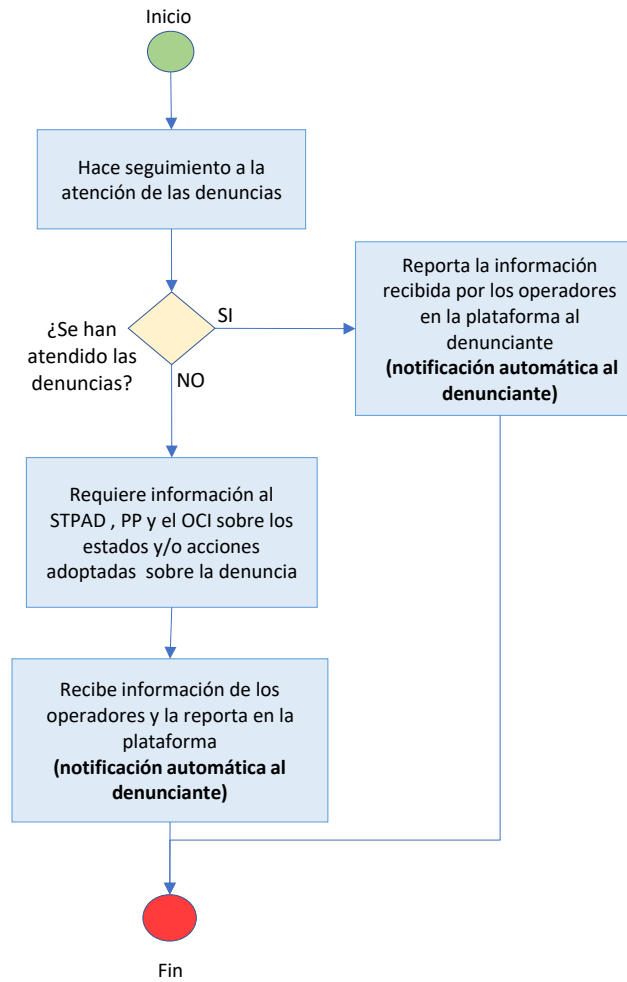 Inicio
Hace seguimiento a la
atención de las denuncias
¿Se han
atendido las
denuncias?
SI
NO
Reporta la información
recibida por los operadores
en la plataforma al
denunciante
(notificación automática al
denunciante)
Requiere información al
STPAD , PP y el OCI sobre los
estados y/o acciones
adoptadas sobre la denuncia
Recibe información de los
operadores y la reporta en la
plataforma
(notificación automática al
denunciante)
Fin